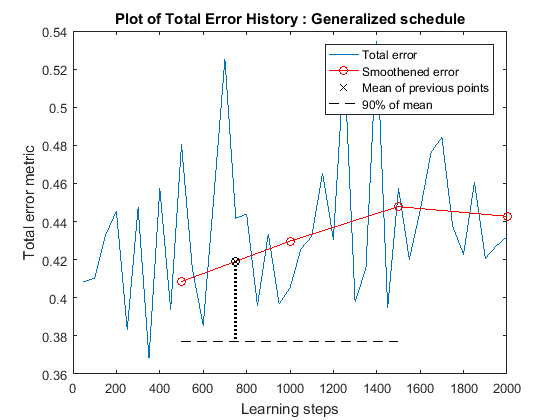 Plot of Total Error History : Generalized schedule
0.54
0.52
0.5
0.48
0.46
0.44
0.42
0.4
0.38
0.36
Total error metric
Total error
Smoothened error
Mean of previous points
90% of mean
0 200 400 600 800 1000 1200 1400 1600 1800 2000
Learning steps